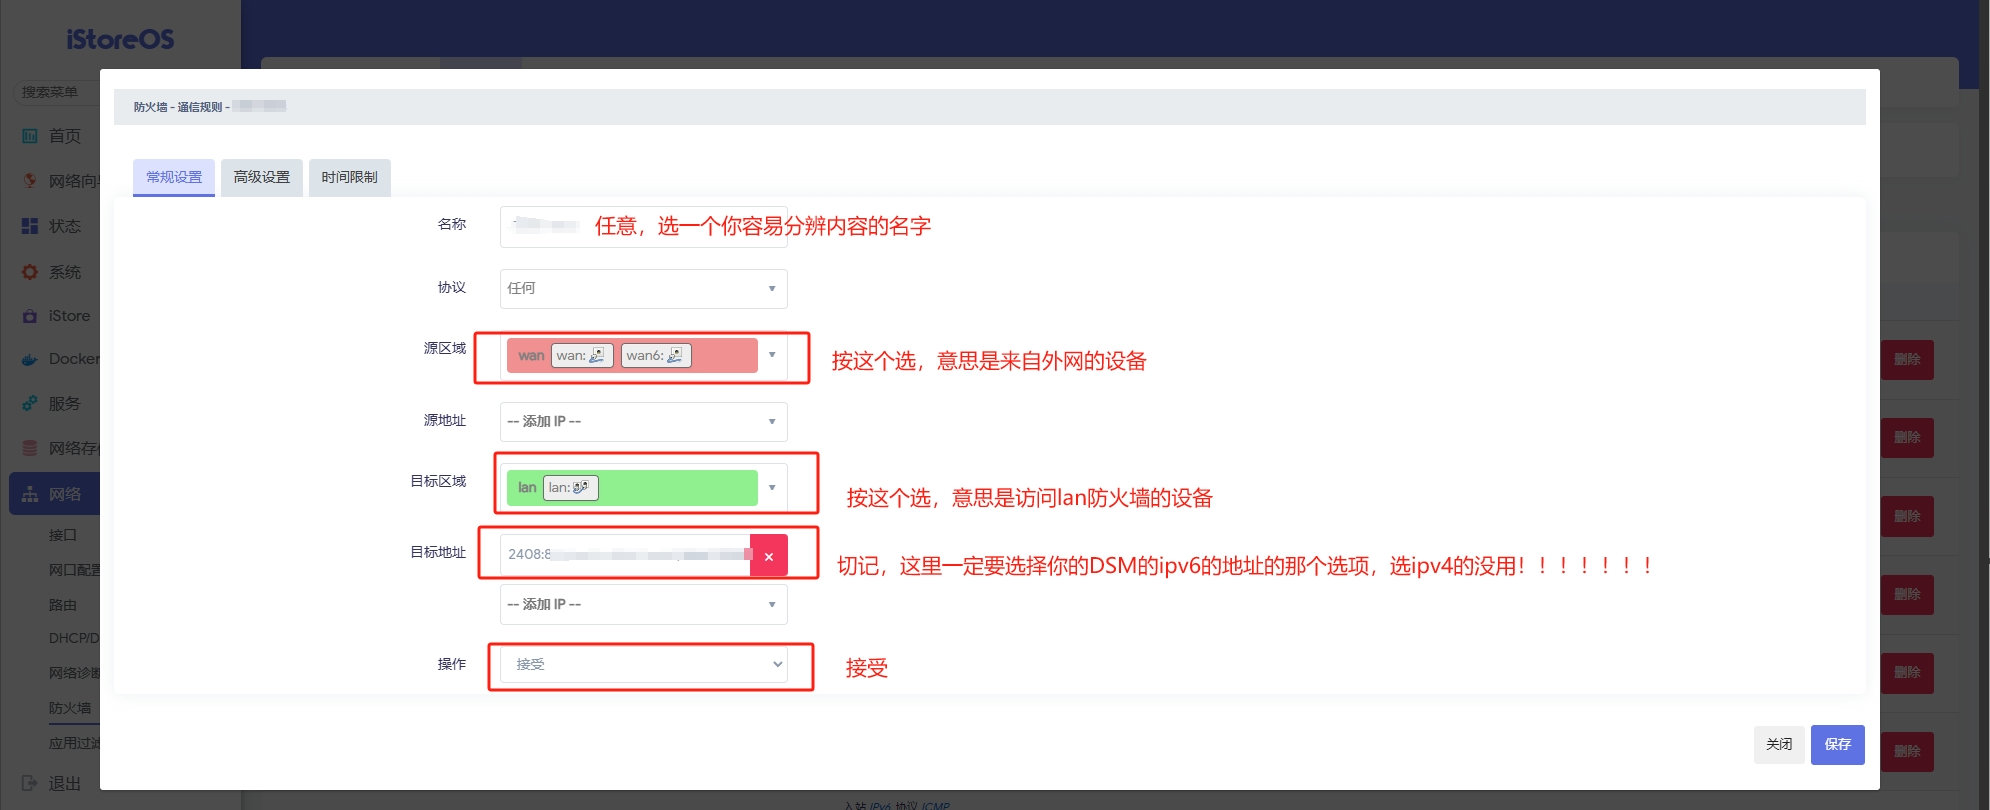 iStoreOS
搜索菜单
首页
网络向导
状态
系统
iStore
Docker
服务
网络存
网络
接口
网口配置
路由
DHCP/D
网络诊断
防火墙
应用过滤
退出
防火墙 - 通信规则 -
常规设置 高级设置 时间限制
名称 任意，选一个你容易分辨内容的名字
协议 任何
源区域 wan wan: wan6: 按这个选，意思是来自外网的设备
源地址 -- 添加 IP --
目标区域 lan lan: 按这个选，意思是访问lan防火墙的设备
目标地址 2408:8 × 切记，这里一定要选择你的DSM的ipv6的地址的那个选项，选ipv4的没用！！！！！！！
-- 添加 IP --
操作 接受 接受
关闭 保存
删除
删除
删除
删除
删除
删除
入站 IPv6 协议 ICMP